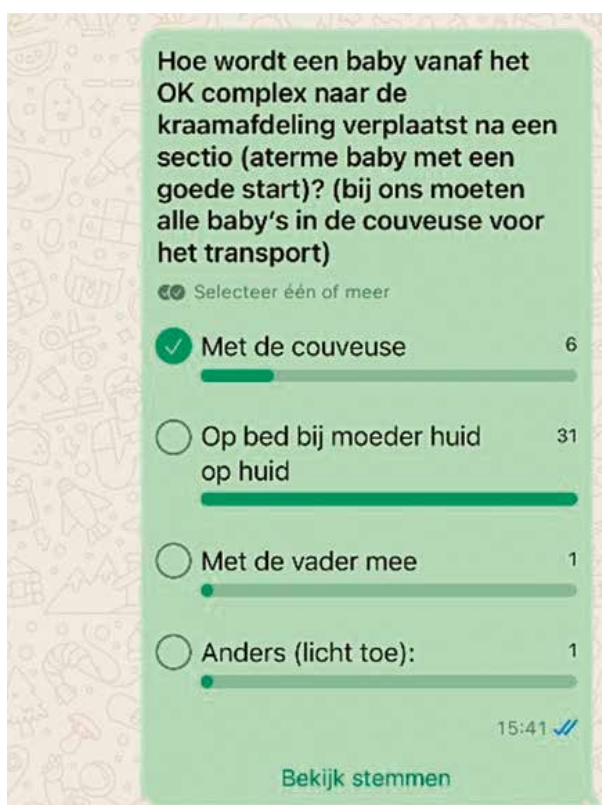 Hoe wordt een baby vanaf het
OK complex naar de
kraamafdeling verplaatst na een
sectio (aterme baby met een
goede start)? (bij ons moeten
alle baby's in de couveuse voor
het transport)
Selecteer één of meer
Met de couveuse 6
Op bed bij moeder huid 31
op huid
Met de vader mee 1
Anders (licht toe): 1
15:41
Bekijk stemmen